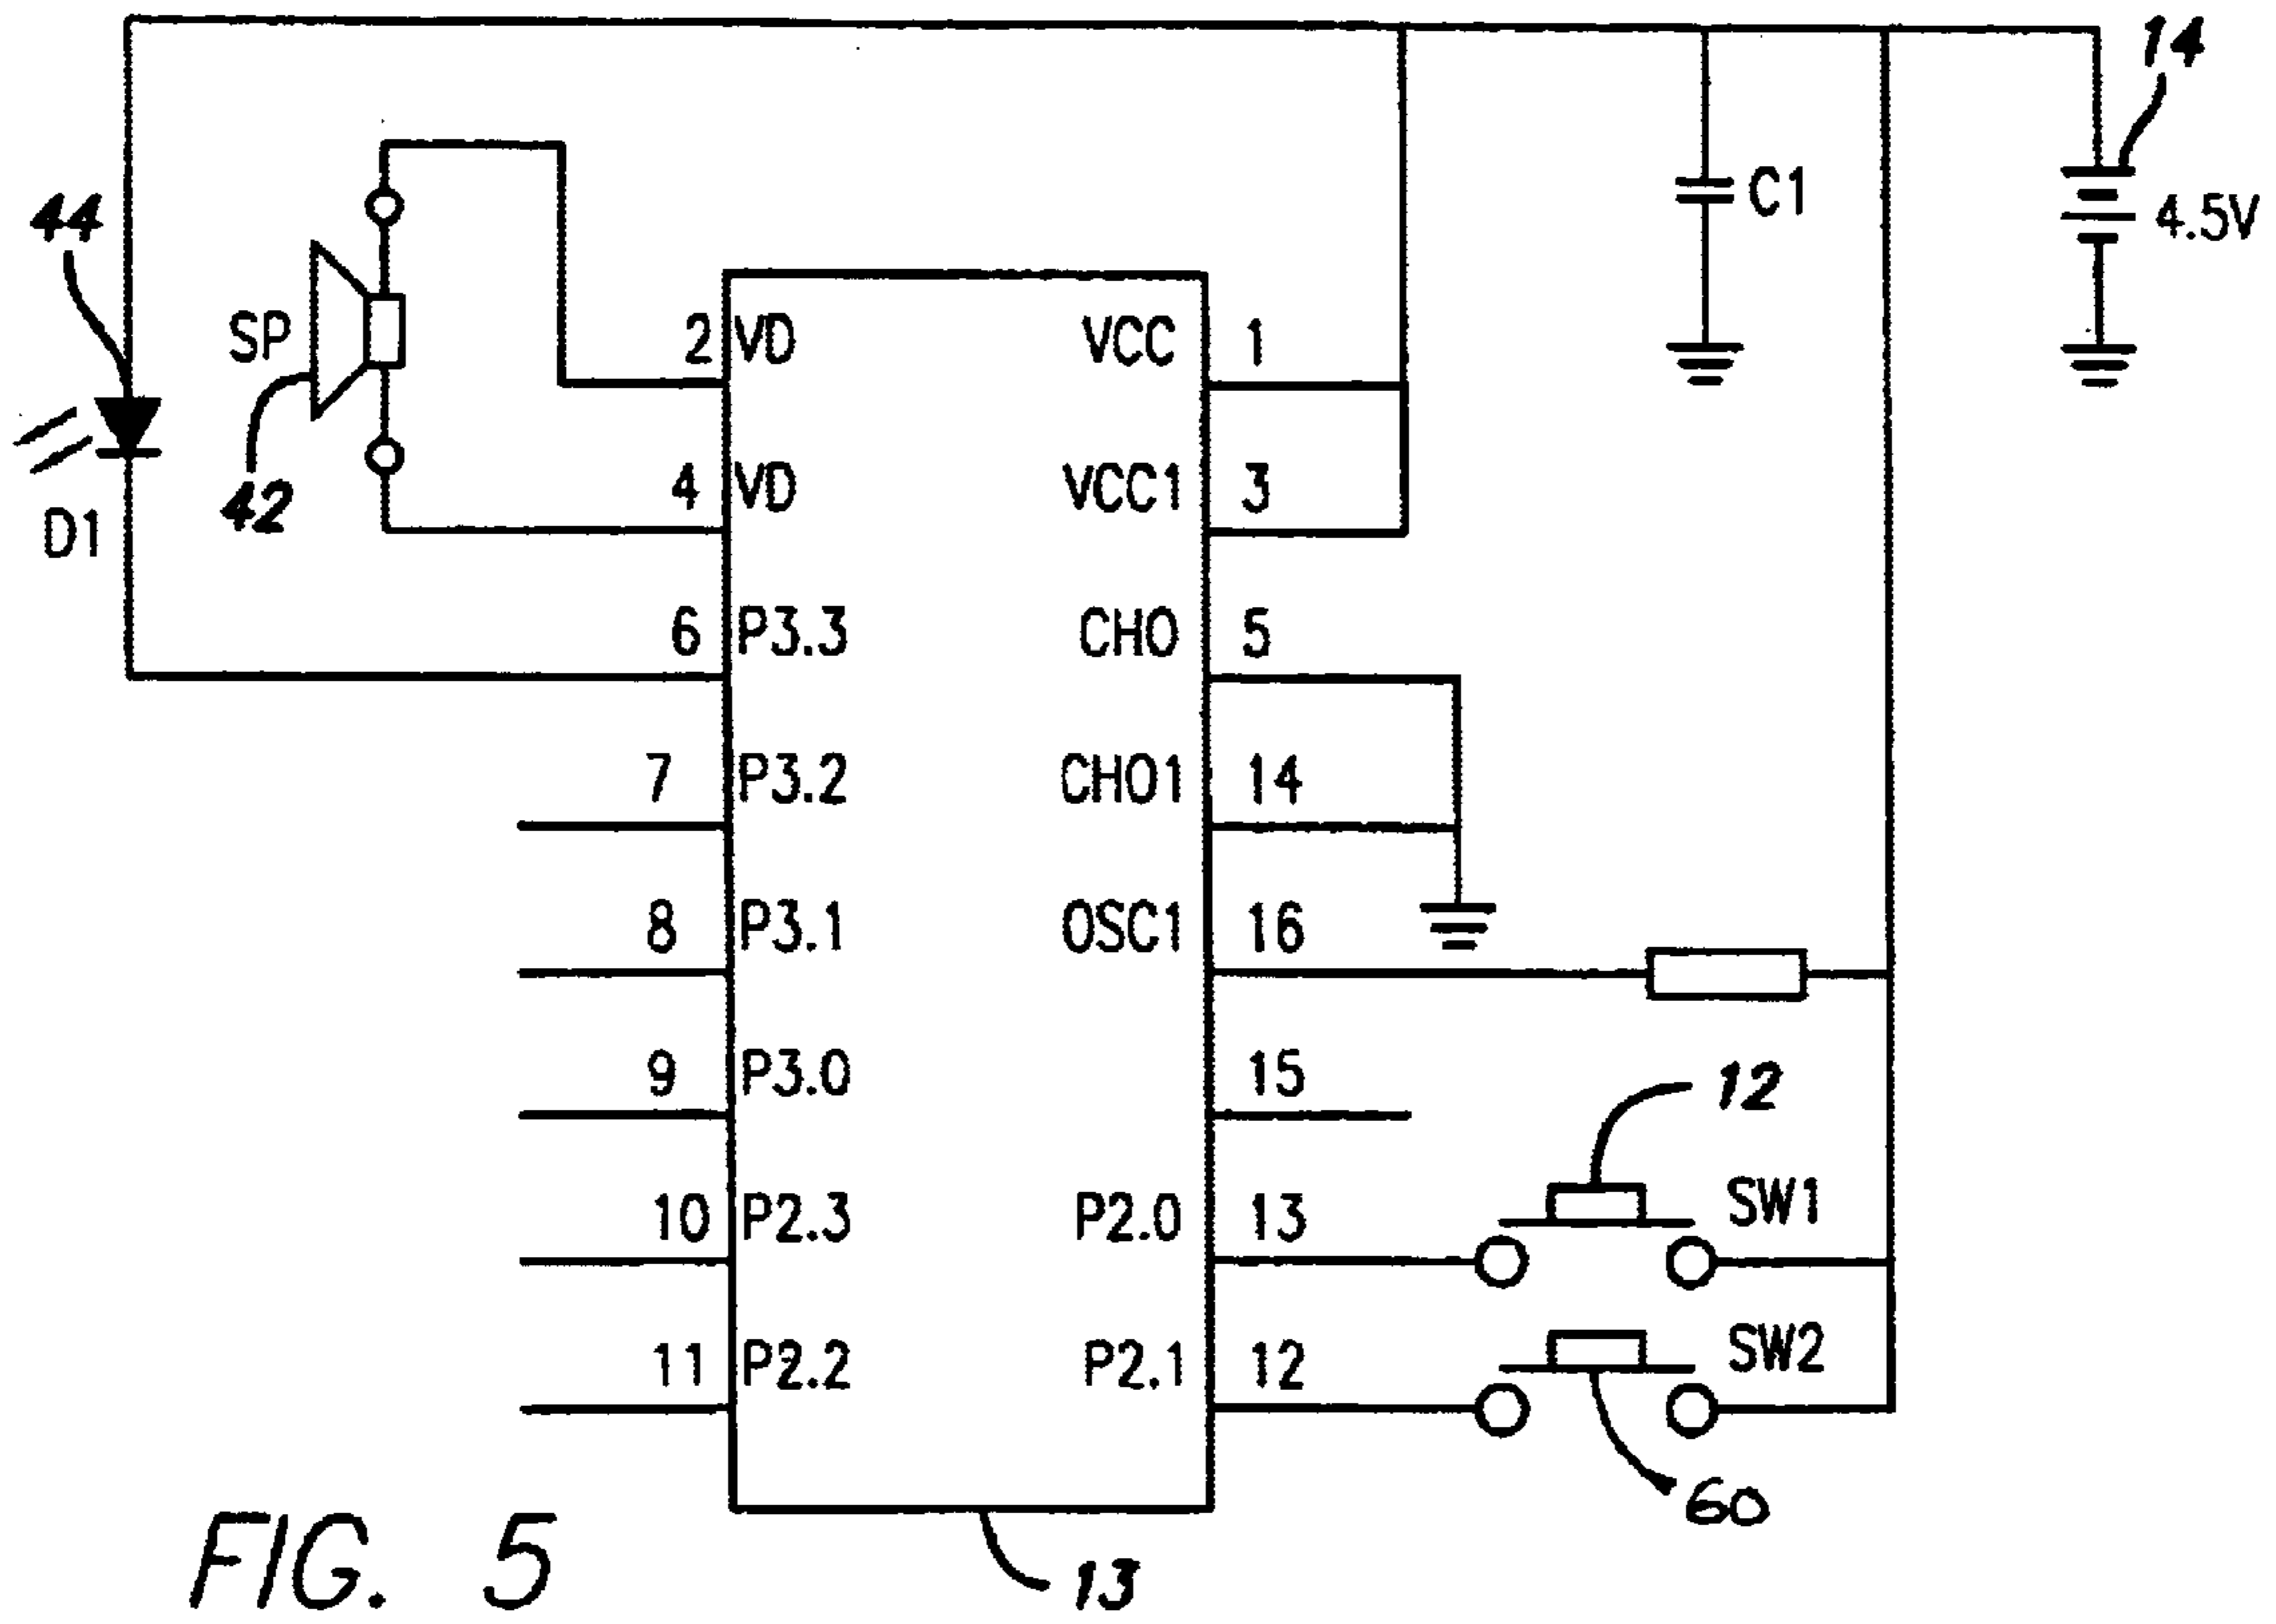 14
C1
4.5V
44
SP
2 VD VCC 1
42
4 VD VCC1 3
D1
6 P3.3 CHO 5
7 P3.2 CHO1 14
8 P3.1 OSC1 16
9 P3.0 15
12
10 P2.3 P2.0 13 SW1
11 P2.2 P2.1 12 SW2
60
13
FIG. 5